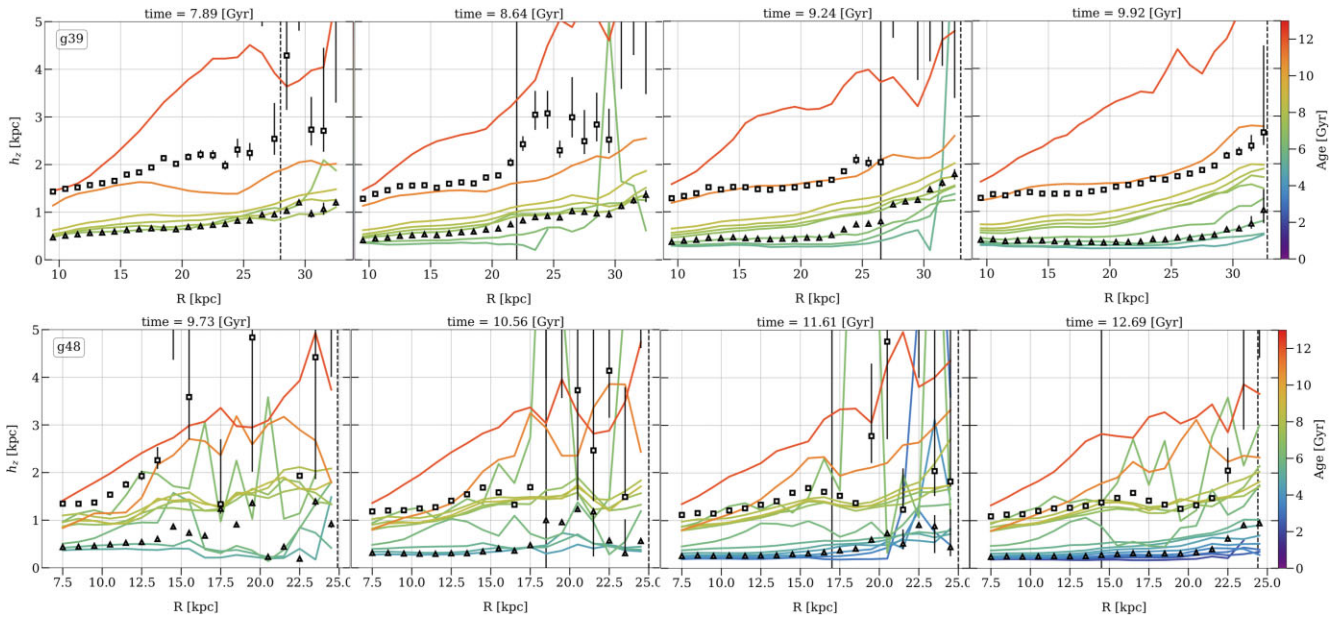 time = 7.89 [Gyr] time = 8.64 [Gyr] time = 9.24 [Gyr] time = 9.92 [Gyr]
g39
5 4 3 2 1 0
h_z [kpc]
10 15 20 25 30 10 15 20 25 30 10 15 20 25 30 10 15 20 25 30
R [kpc] R [kpc] R [kpc] R [kpc]
12 10 8 6 4 2 0
Age [Gyr]
time = 9.73 [Gyr] time = 10.56 [Gyr] time = 11.61 [Gyr] time = 12.69 [Gyr]
g48
5 4 3 2 1 0
h_z [kpc]
7.5 10.0 12.5 15.0 17.5 20.0 22.5 25.0 7.5 10.0 12.5 15.0 17.5 20.0 22.5 25.0 7.5 10.0 12.5 15.0 17.5 20.0 22.5 25.0 7.5 10.0 12.5 15.0 17.5 20.0 22.5 25.0
R [kpc] R [kpc] R [kpc] R [kpc]
12 10 8 6 4 2 0
Age [Gyr]